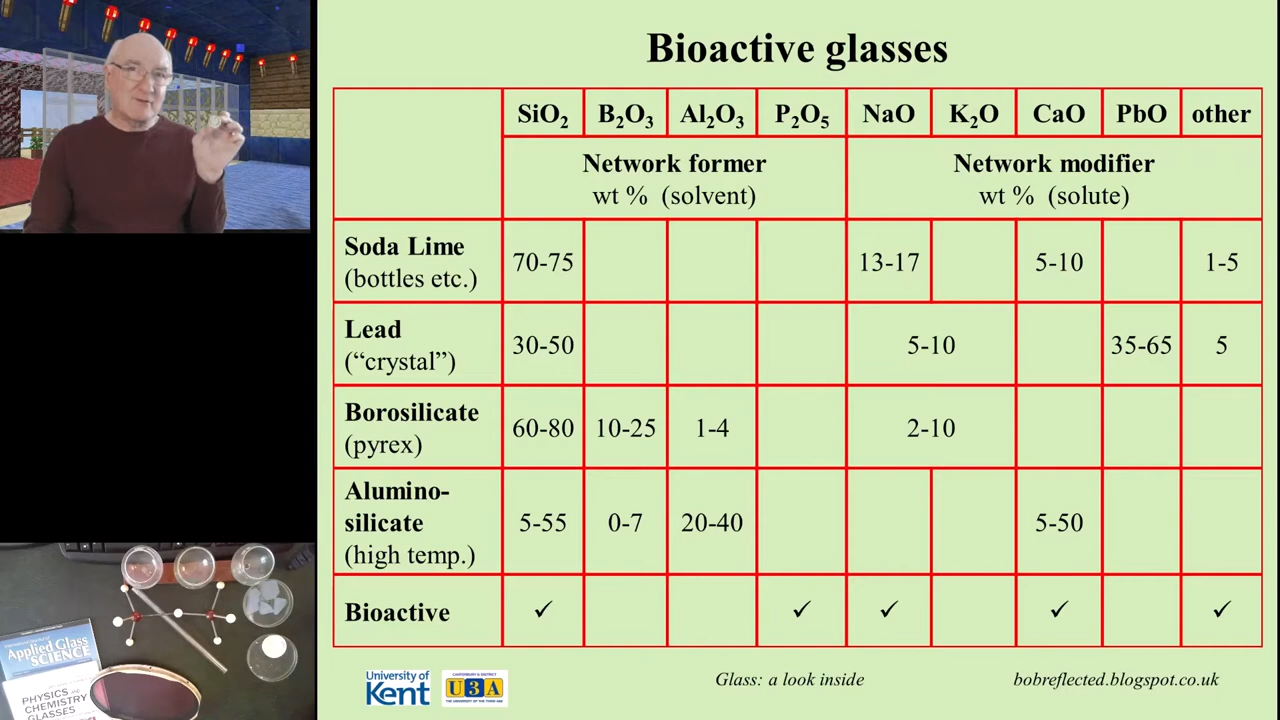 Bioactive glasses
SiO₂ B₂O₃ Al₂O₃ P₂O₅ NaO K₂O CaO PbO other
Network former Network modifier
wt % (solvent) wt % (solute)
Soda Lime
(bottles etc.) 70-75 13-17 5-10 1-5
Lead
(“crystal”) 30-50 5-10 35-65 5
Borosilicate
(pyrex) 60-80 10-25 1-4 2-10
Alumino-
silicate 5-55 0-7 20-40 5-50
(high temp.)
Bioactive ✓ ✓ ✓ ✓ ✓
University of
Kent
U3A
Glass: a look inside
bobreflected.blogspot.co.uk
Applied Glass
SCIENCE
PHYSICS AND
CHEMISTRY
GLASSES